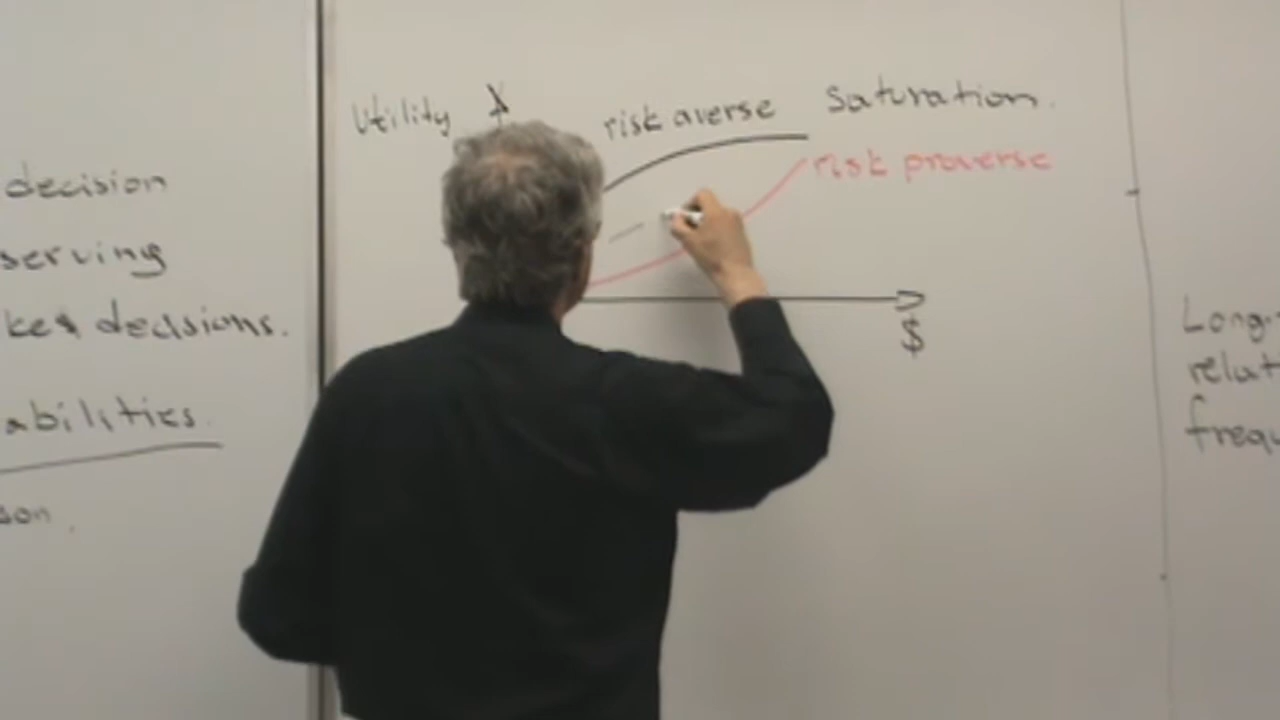 decision
serving
kes decisions.
abilities.
son.
Utility
risk averse
saturation.
risk proverse
$
Long-
relat
frequ